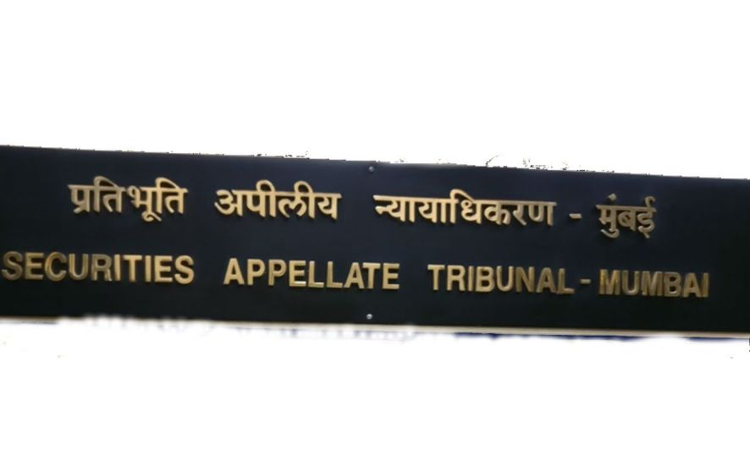 प्रतिभूति अपीलीय न्यायाधिकरण - मुंबई
SECURITIES APPELLATE TRIBUNAL - MUMBAI